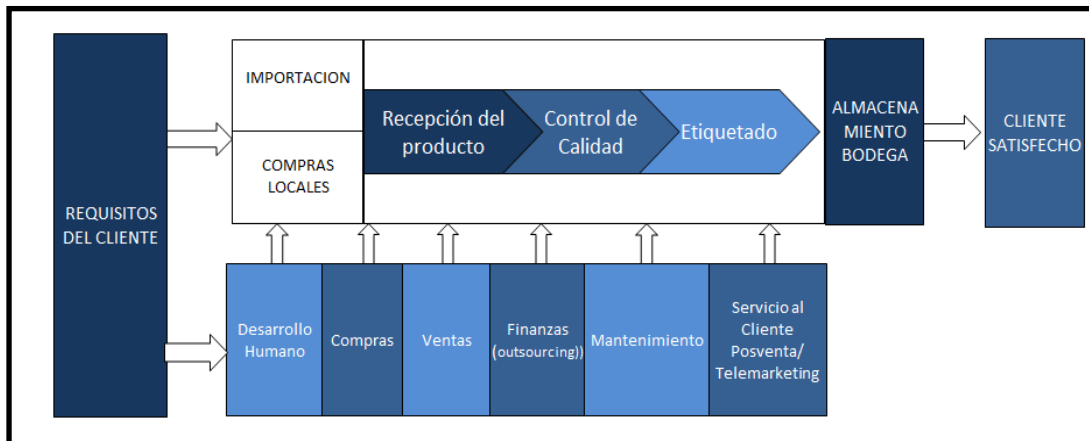 REQUISITOS
DEL CLIENTE
IMPORTACION
COMPRAS
LOCALES
Recepción del
producto
Control de
Calidad
Etiquetado
ALMACENA
MIENTO
BODEGA
CLIENTE
SATISFECHO
Desarrollo
Humano
Compras
Ventas
Finanzas
(outsourcing))
Mantenimiento
Servicio al
Cliente
Posventa/
Telemarketing